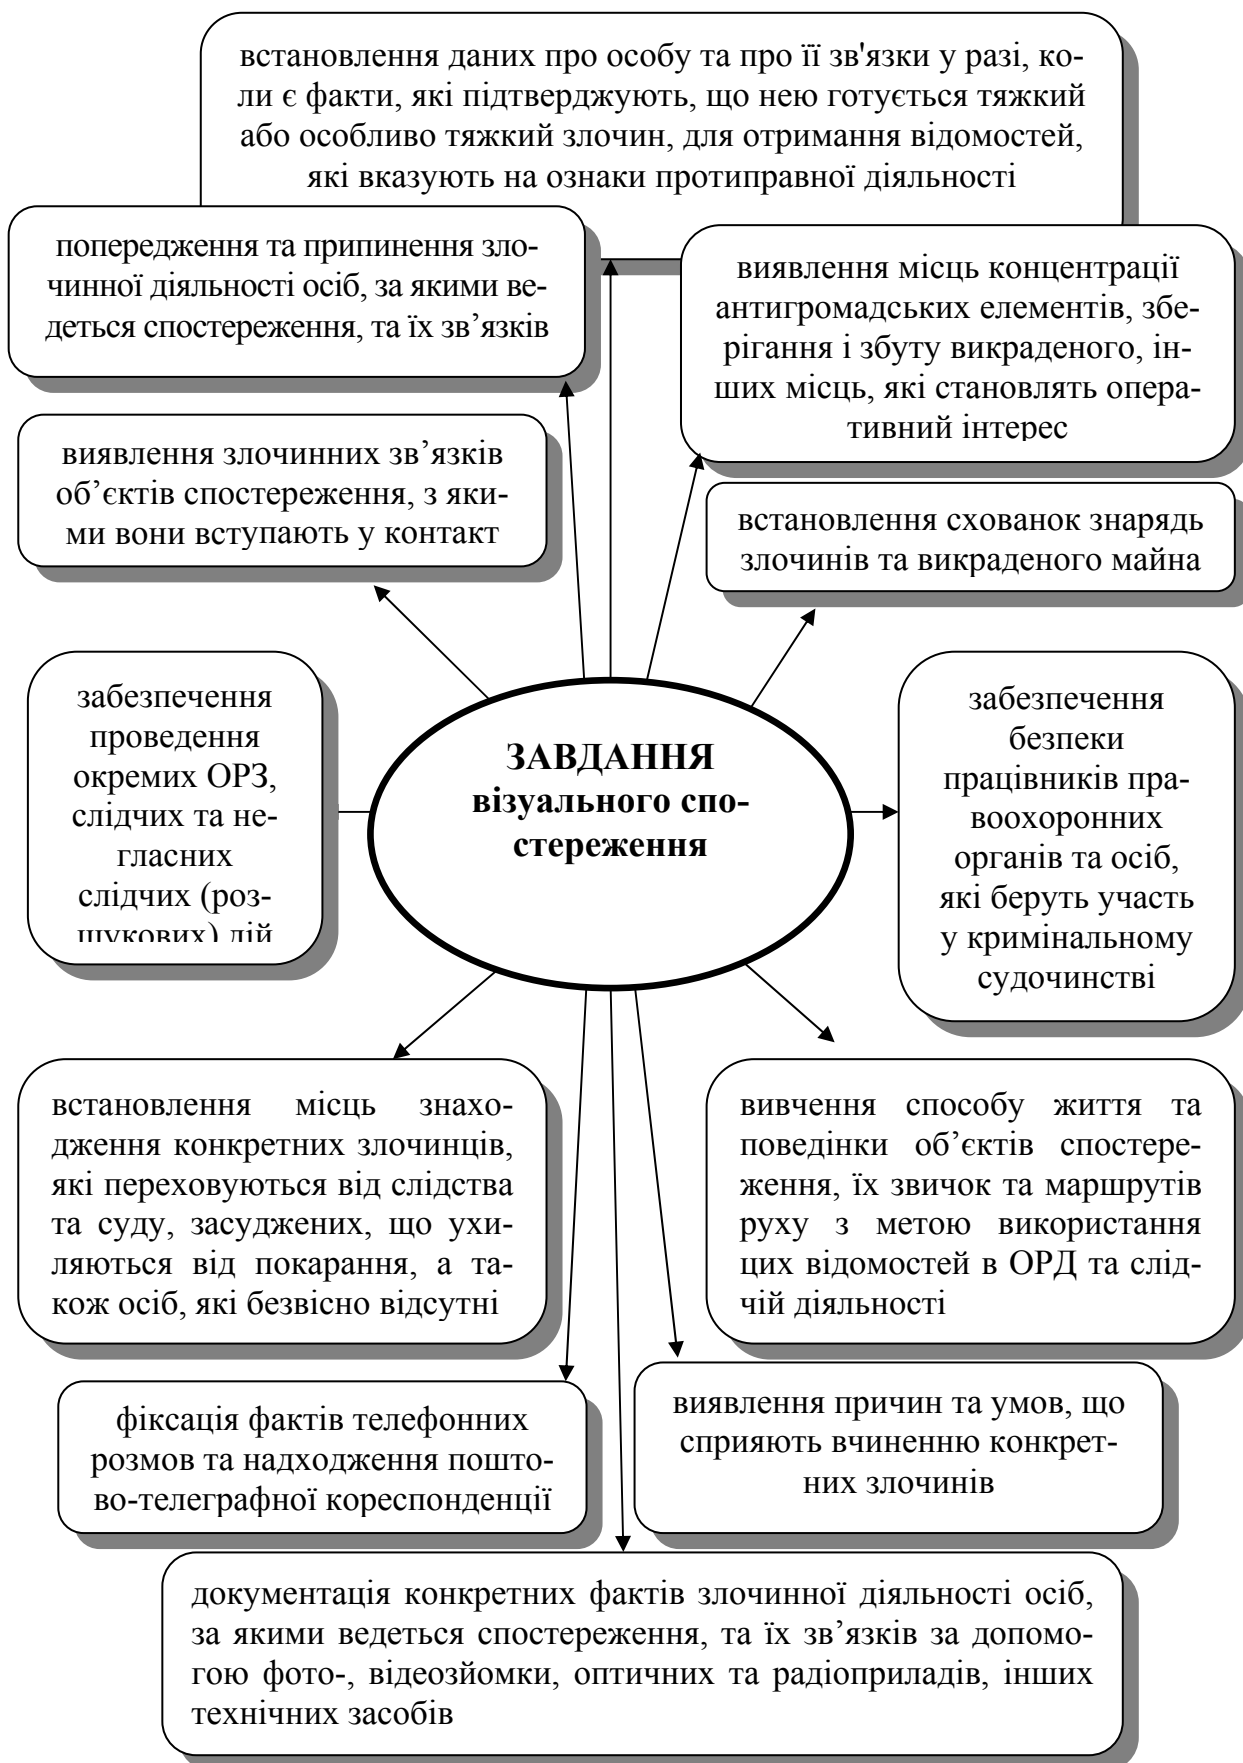 встановлення даних про особу та про її зв'язки у разі, ко-
ли є факти, які підтверджують, що нею готується тяжкий
або особливо тяжкий злочин, для отримання відомостей,
які вказують на ознаки протиправної діяльності
попередження та припинення зло-
чинної діяльності осіб, за якими ве-
деться спостереження, та їх зв’язків
виявлення місць концентрації
антигромадських елементів, збе-
рігання і збуту викраденого, ін-
ших місць, які становлять опера-
тивний інтерес
виявлення злочинних зв’язків
об’єктів спостереження, з яки-
ми вони вступають у контакт
встановлення схованок знарядь
злочинів та викраденого майна
забезпечення
проведення
окремих ОРЗ,
слідчих та не-
гласних
слідчих (роз-
шукових) дій
ЗАВДАННЯ
візуального спо-
стереження
забезпечення
безпеки
працівників пра-
воохоронних
органів та осіб,
які беруть участь
у кримінальному
судочинстві
встановлення місць знахо-
дження конкретних злочинців,
які переховуються від слідства
та суду, засуджених, що ухи-
ляються від покарання, а та-
кож осіб, які безвісно відсутні
вивчення способу життя та
поведінки об’єктів спостере-
ження, їх звичок та маршрутів
руху з метою використання
цих відомостей в ОРД та слід-
чій діяльності
фіксація фактів телефонних
розмов та надходження пошто-
во-телеграфної кореспонденції
виявлення причин та умов, що
сприяють вчиненню конкрет-
них злочинів
документація конкретних фактів злочинної діяльності осіб,
за якими ведеться спостереження, та їх зв’язків за допомо-
гою фото-, відеозйомки, оптичних та радіоприладів, інших
технічних засобів